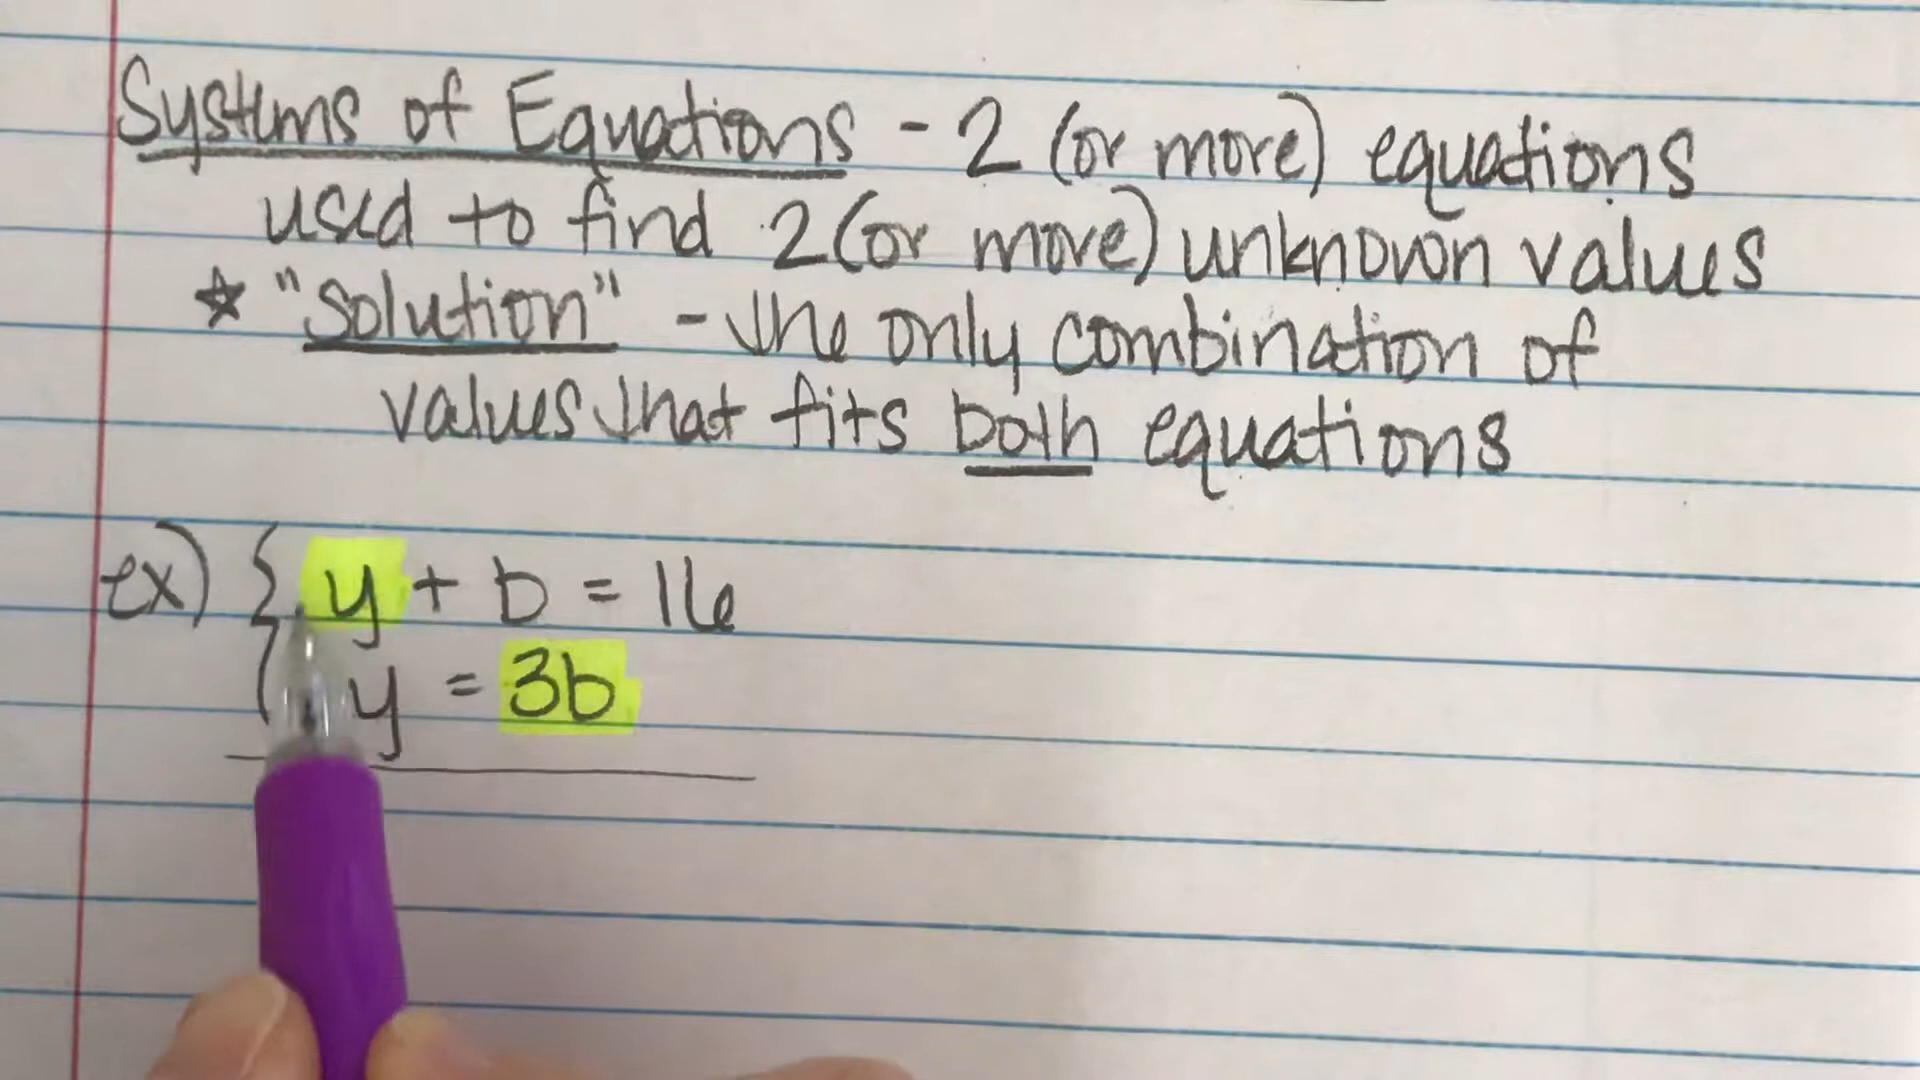 Systems of Equations - 2 (or more) equations
used to find 2 (or more) unknown values
☆ "Solution" - the only combination of
values that fits both equations
ex) { y + b = 16
y = 3b